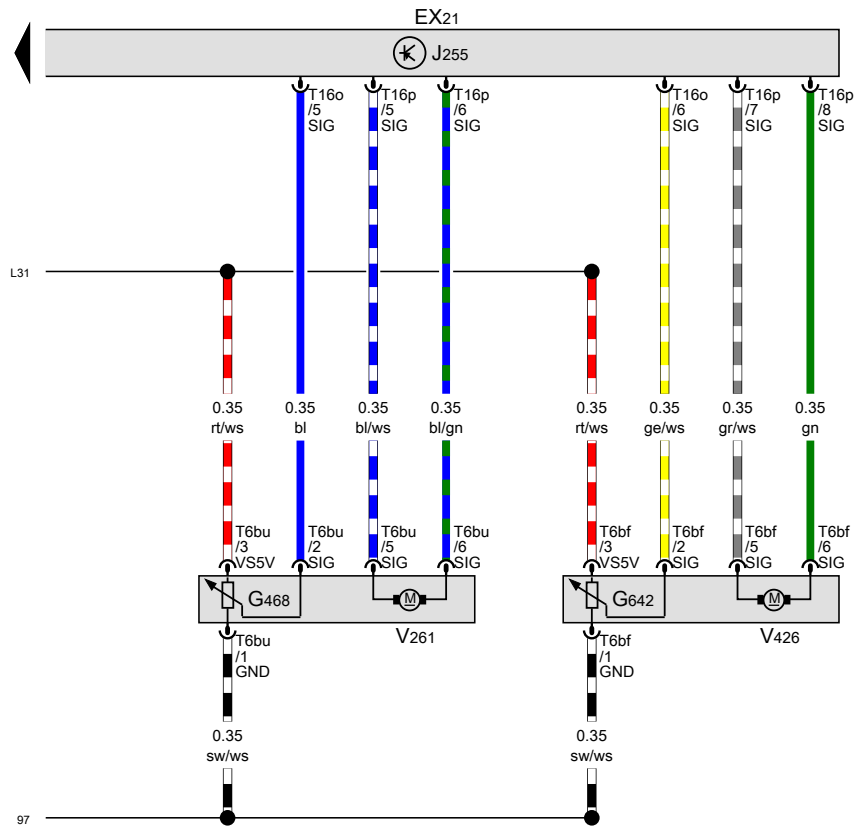 EX21
J255
T16o
/5
SIG
T16p
/5
SIG
T16p
/6
SIG
T16o
/6
SIG
T16p
/7
SIG
T16p
/8
SIG
L31
0.35
rt/ws
0.35
bl
0.35
bl/ws
0.35
bl/gn
0.35
rt/ws
0.35
ge/ws
0.35
gr/ws
0.35
gn
T6bu
/3
VS5V
T6bu
/2
SIG
T6bu
/5
SIG
T6bu
/6
SIG
T6bf
/3
VS5V
T6bf
/2
SIG
T6bf
/5
SIG
T6bf
/6
SIG
G468
M
G642
M
V261
V426
T6bu
/1
GND
T6bf
/1
GND
0.35
sw/ws
0.35
sw/ws
97